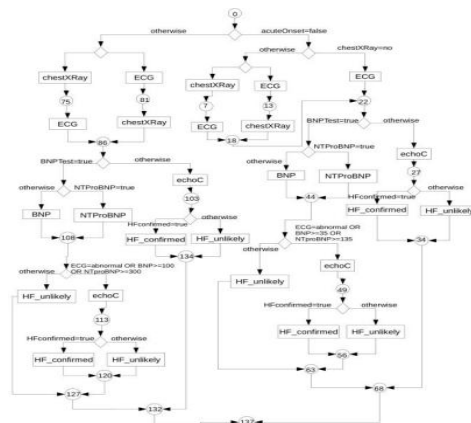 0
otherwise
acuteOnset=false
otherwise
chestXRay=no
chestXRay
ECG
chestXRay
ECG
ECG
75
81
7
13
22
ECG
chestXRay
ECG
chestXRay
BNPTest=true
otherwise
86
18
echoC
BNPTest=true
otherwise
NTProBNP=true
27
otherwise
echoC
BNP
NTProBNP
otherwise
NTProBNP=true
103
HFconfirmed=true
otherwise
44
HF_confirmed
HF_unlikely
BNP
NTProBNP
HFconfirmed=true
otherwise
ECG=abnormal OR
BNP>=35 OR
NTproBNP>=135
108
HF_confirmed
HF_unlikely
otherwise
34
134
echoC
ECG=abnormal OR BNP>=100
OR NTproBNP>=300
otherwise
HF_unlikely
49
HF_unlikely
echoC
HFconfirmed=true
otherwise
113
HF_confirmed
HF_unlikely
HFconfirmed=true
otherwise
56
HF_confirmed
HF_unlikely
63
120
68
127
132
137